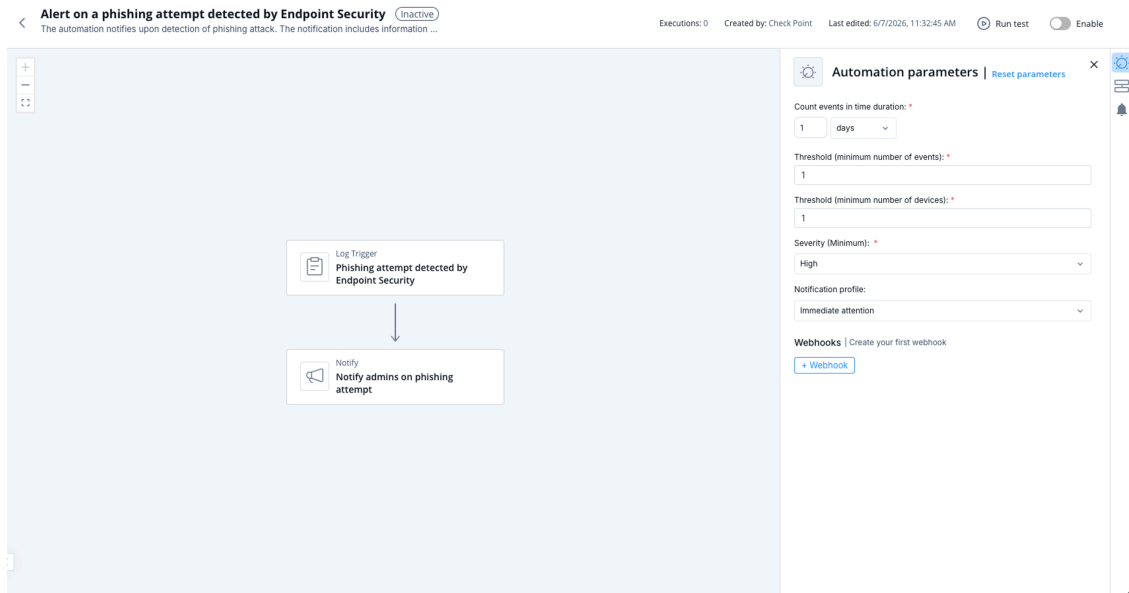 Alert on a phishing attempt detected by Endpoint Security
Inactive
The automation notifies upon detection of phishing attack. The notification includes information ...
Executions: 0
Created by: Check Point
Last edited: 6/7/2026, 11:32:45 AM
Run test
Enable
Log Trigger
Phishing attempt detected by
Endpoint Security
Notify
Notify admins on phishing
attempt
Automation parameters | Reset parameters
Count events in time duration: *
1
days
Threshold (minimum number of events): *
1
Threshold (minimum number of devices): *
1
Severity (Minimum): *
High
Notification profile:
Immediate attention
Webhooks | Create your first webhook
+ Webhook